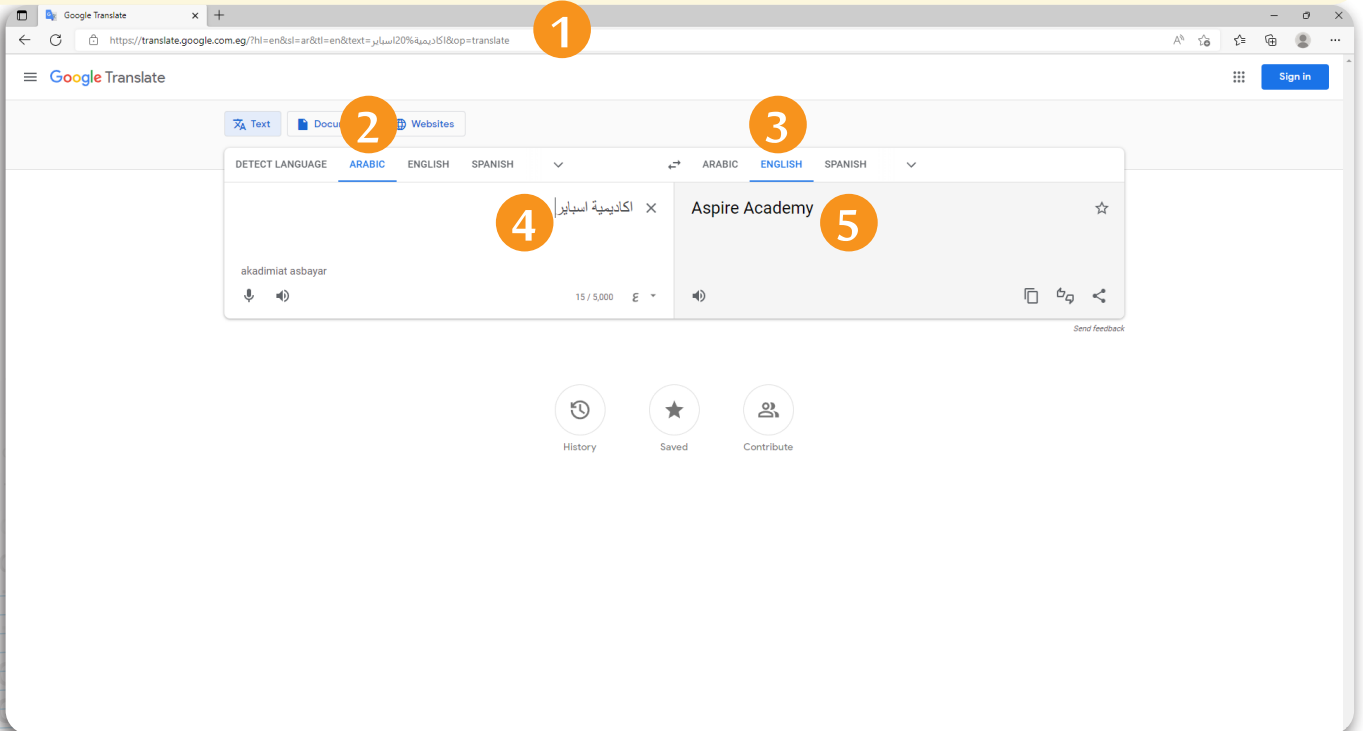 Google Translate
1
https://translate.google.com.eg/?hl=en&sl=ar&tl=en&text=اكاديمية%20اسباير&op=translate
Google Translate
Sign in
Text
Docu
Websites
2
3
DETECT LANGUAGE ARABIC ENGLISH SPANISH
ARABIC ENGLISH SPANISH
اكاديمية اسباير
4
Aspire Academy
5
akadimiat asbayar
15 / 5,000
ع
Send feedback
History
Saved
Contribute